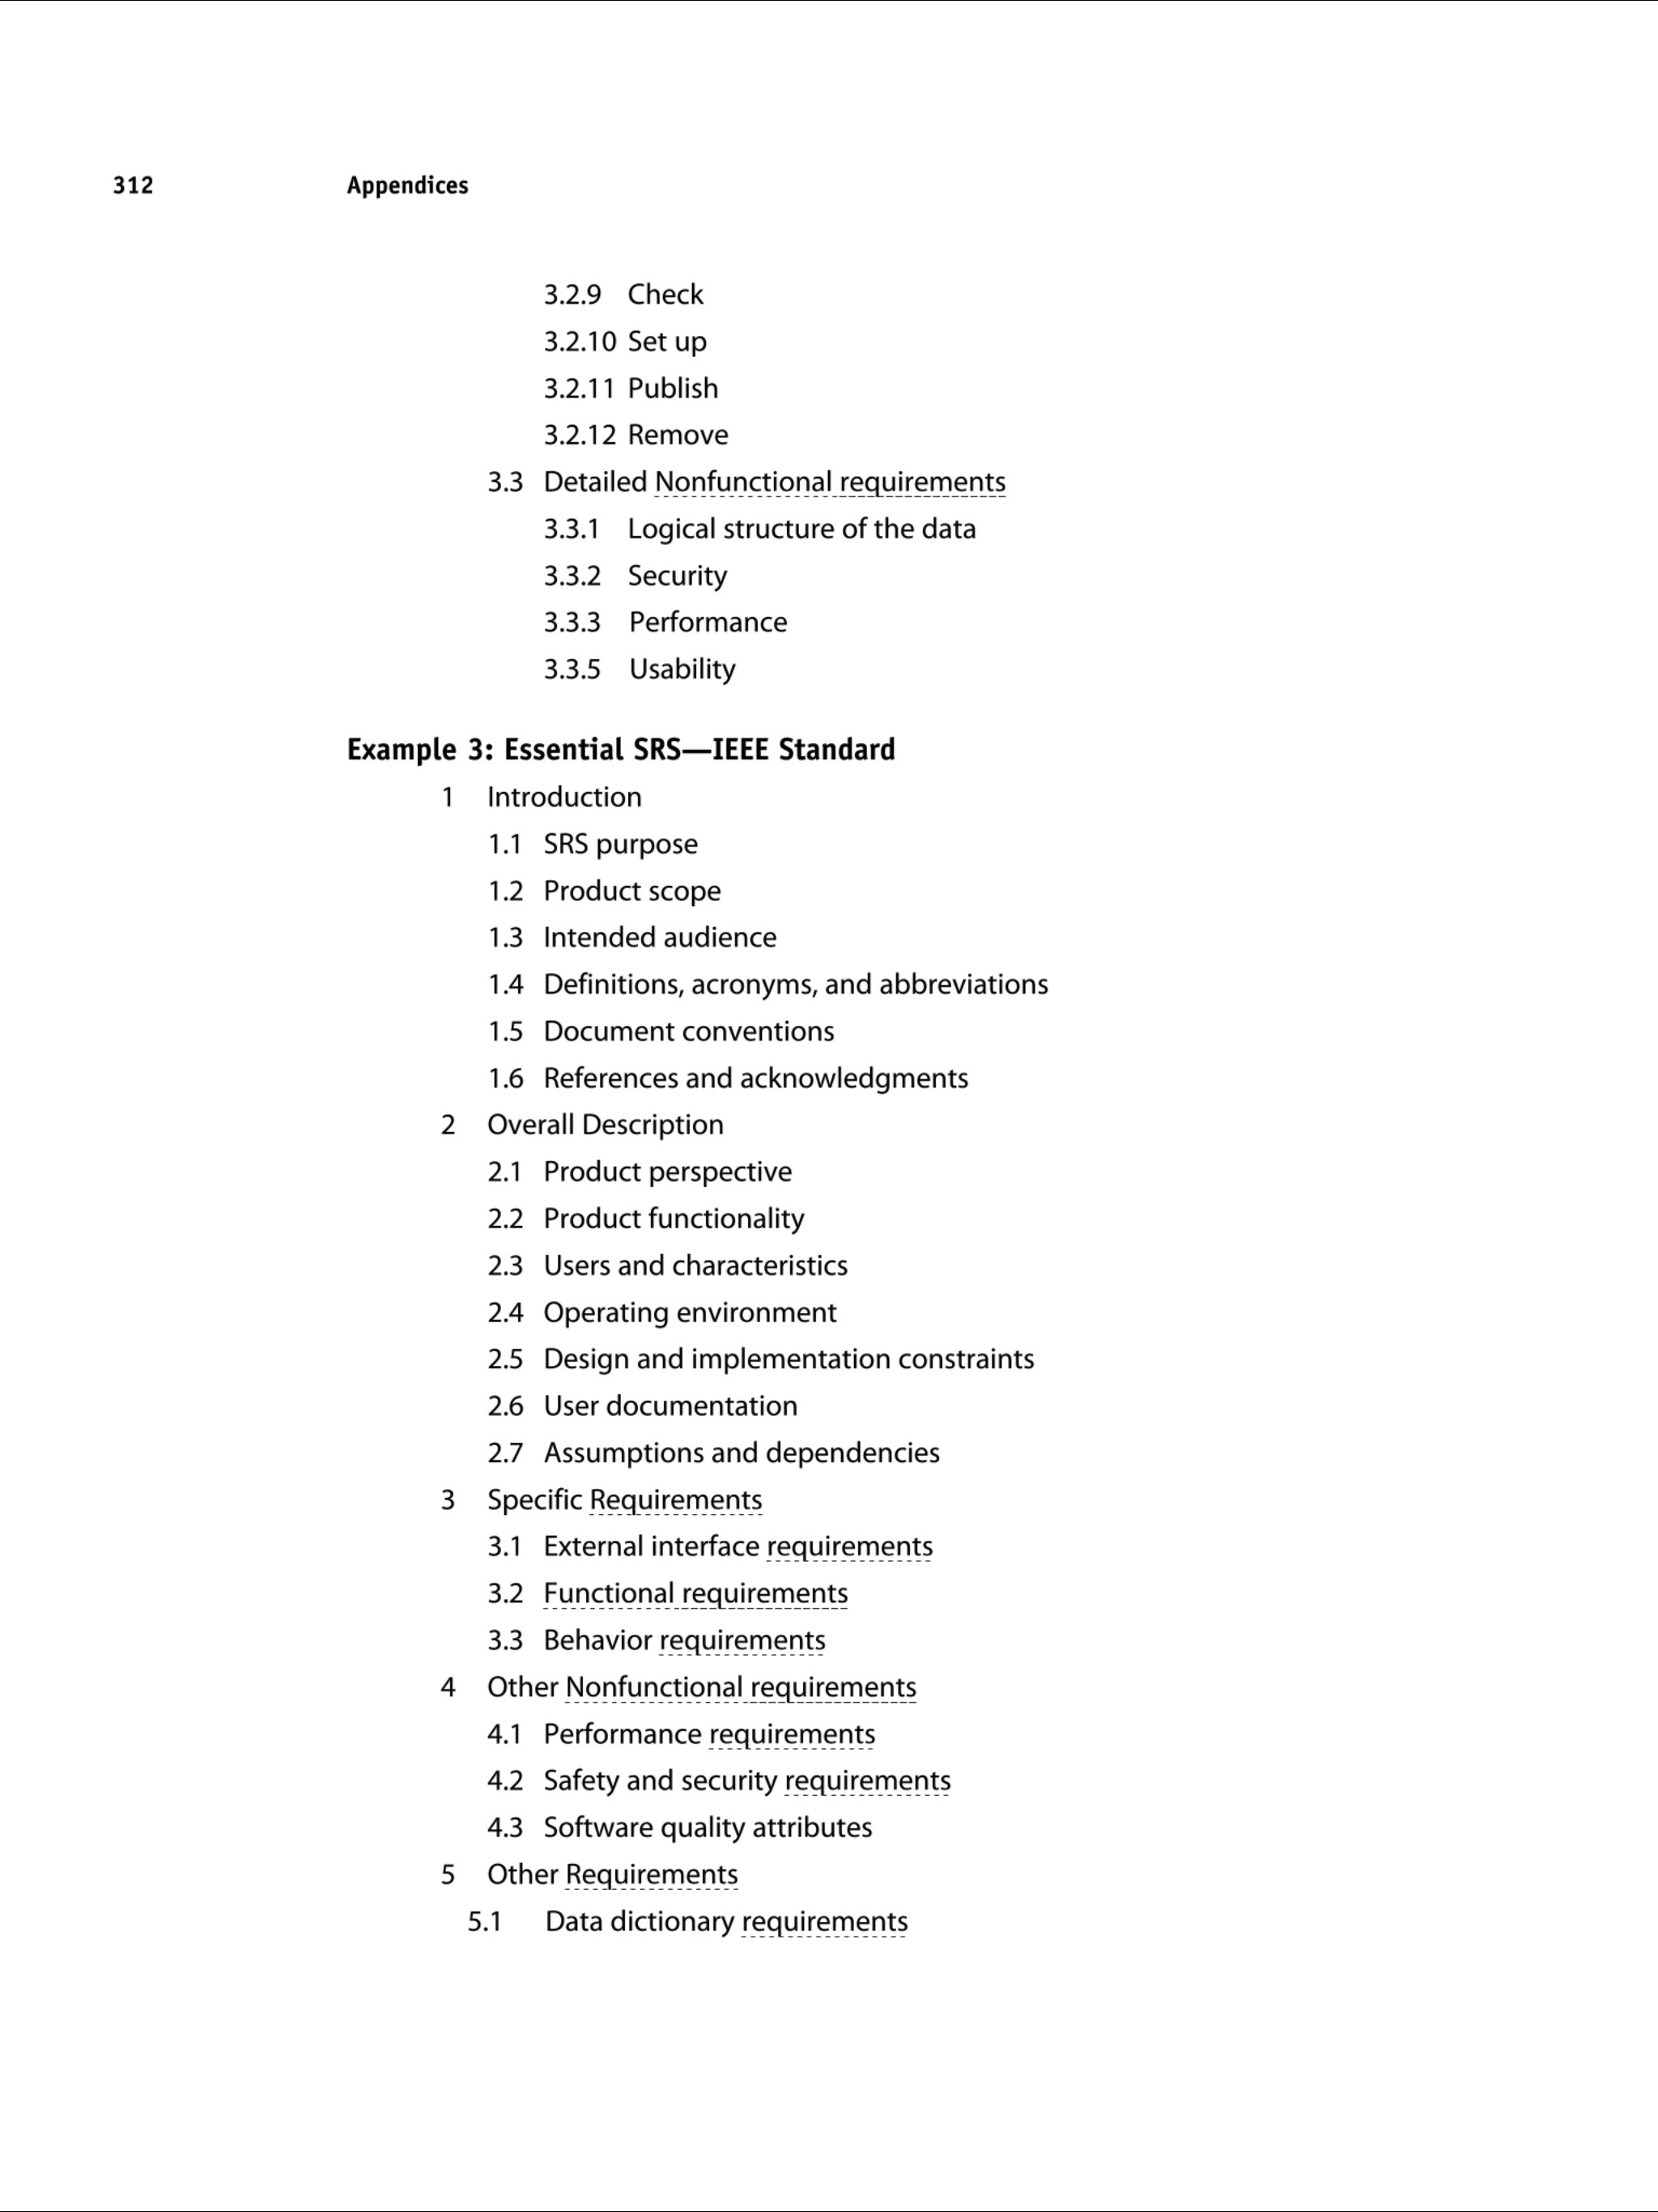 312 Appendices
3.2.9 Check
3.2.10 Set up
3.2.11 Publish
3.2.12 Remove
3.3 Detailed Nonfunctional requirements
3.3.1 Logical structure of the data
3.3.2 Security
3.3.3 Performance
3.3.5 Usability
Example 3: Essential SRS—IEEE Standard
1 Introduction
1.1 SRS purpose
1.2 Product scope
1.3 Intended audience
1.4 Definitions, acronyms, and abbreviations
1.5 Document conventions
1.6 References and acknowledgments
2 Overall Description
2.1 Product perspective
2.2 Product functionality
2.3 Users and characteristics
2.4 Operating environment
2.5 Design and implementation constraints
2.6 User documentation
2.7 Assumptions and dependencies
3 Specific Requirements
3.1 External interface requirements
3.2 Functional requirements
3.3 Behavior requirements
4 Other Nonfunctional requirements
4.1 Performance requirements
4.2 Safety and security requirements
4.3 Software quality attributes
5 Other Requirements
5.1 Data dictionary requirements